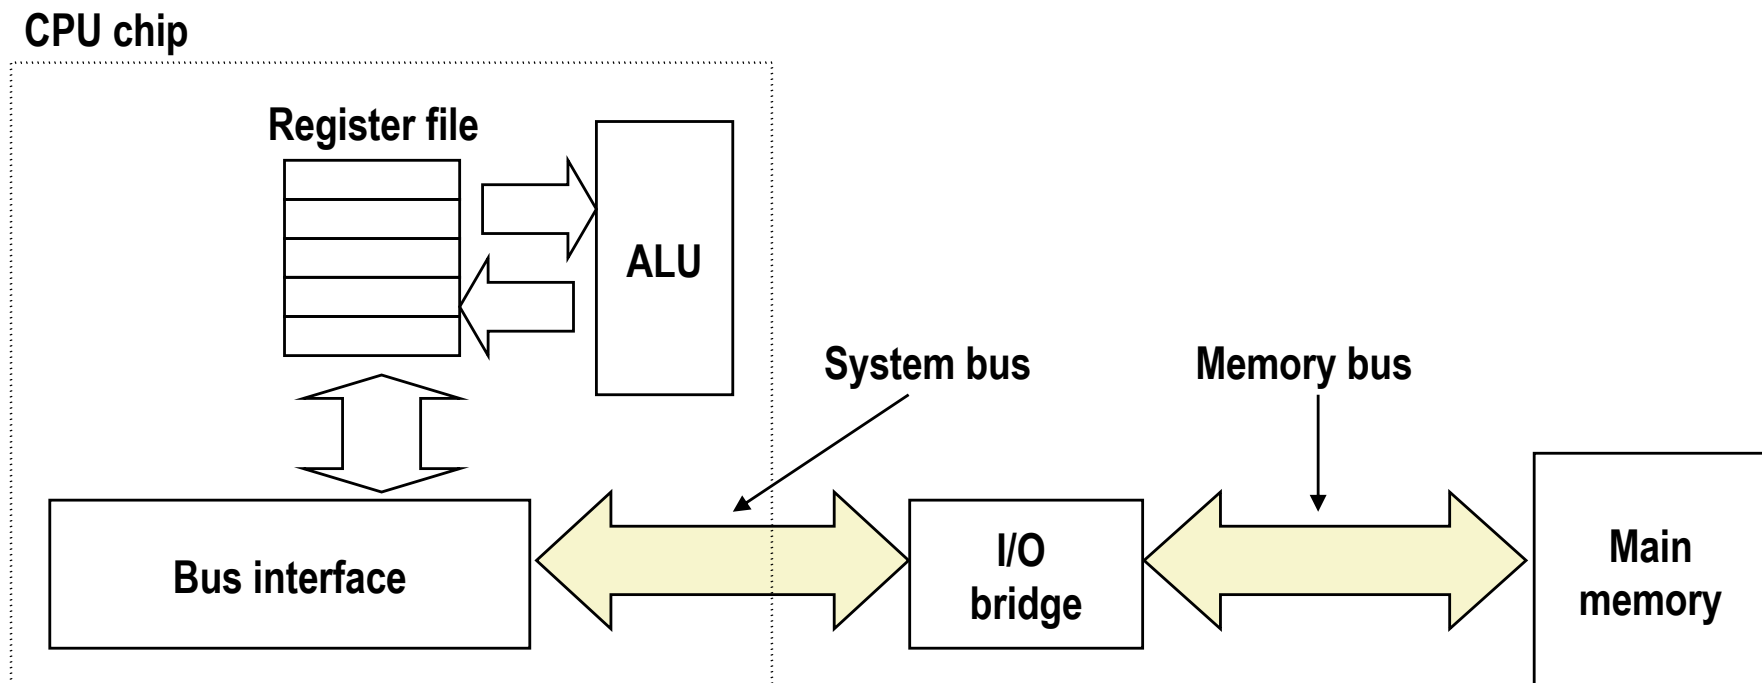 CPU chip
Register file
ALU
System bus
Memory bus
Bus interface
I/O
bridge
Main
memory